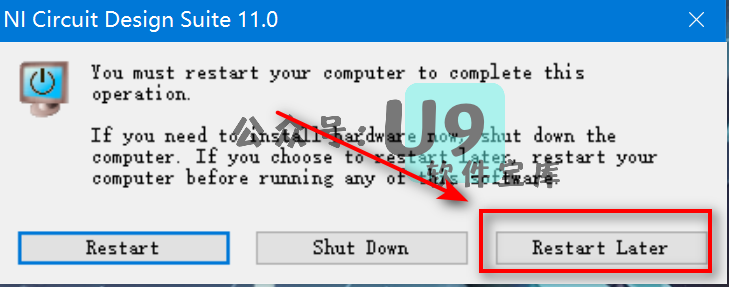 NI Circuit Design Suite 11.0
You must restart your computer to complete this
operation.
If you need to install hardware now, shut down the
computer. If you choose to restart later, restart your
computer before running any of this software.
公众号:U9
软件宝库
Restart
Shut Down
Restart Later